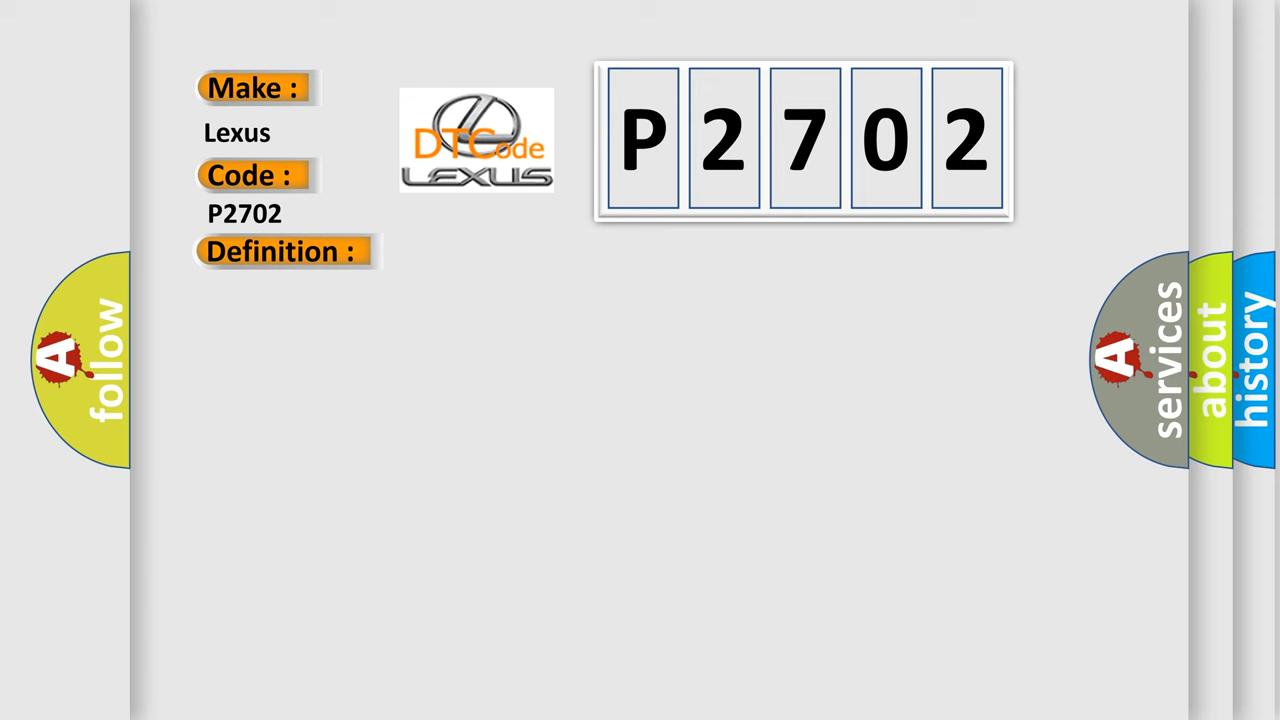 Make :
Lexus
Code :
P2702
Definition :
DTCode
LEXUS
P 2 7 0 2
A follow
A services
about
history